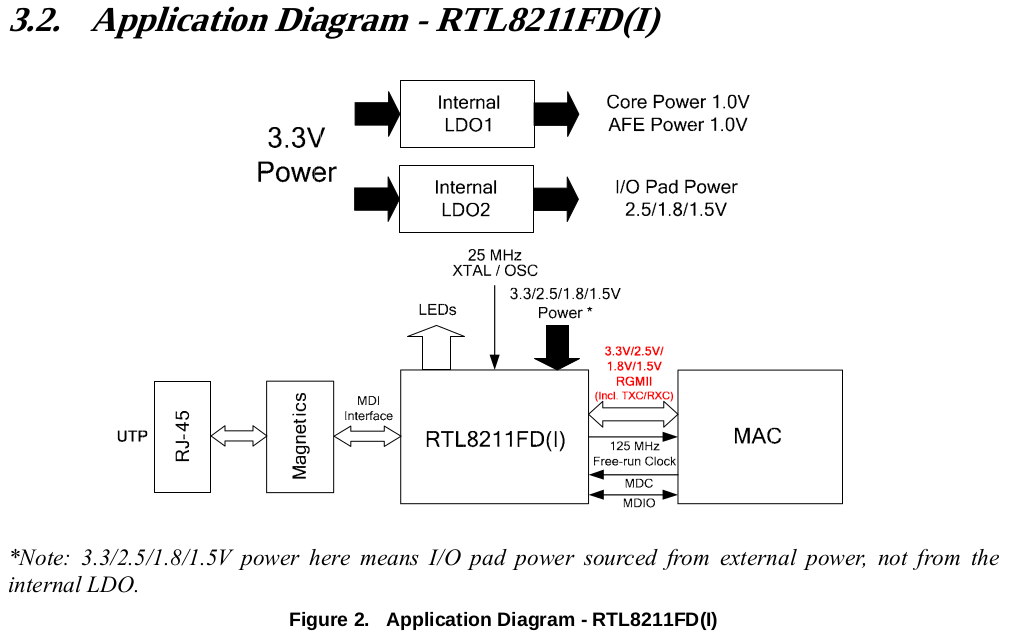 3.2. Application Diagram - RTL8211FD(I)
3.3V
Power
Internal
LDO1
Core Power 1.0V
AFE Power 1.0V
Internal
LDO2
I/O Pad Power
2.5/1.8/1.5V
25 MHz
XTAL / OSC
LEDs
3.3/2.5/1.8/1.5V
Power *
3.3V/2.5V/
1.8V/1.5V
RGMII
(Incl. TXC/RXC)
UTP
RJ-45
Magnetics
MDI
Interface
RTL8211FD(I)
125 MHz
Free-run Clock
MDC
MDIO
MAC
*Note: 3.3/2.5/1.8/1.5V power here means I/O pad power sourced from external power, not from the
internal LDO.
Figure 2. Application Diagram - RTL8211FD(I)